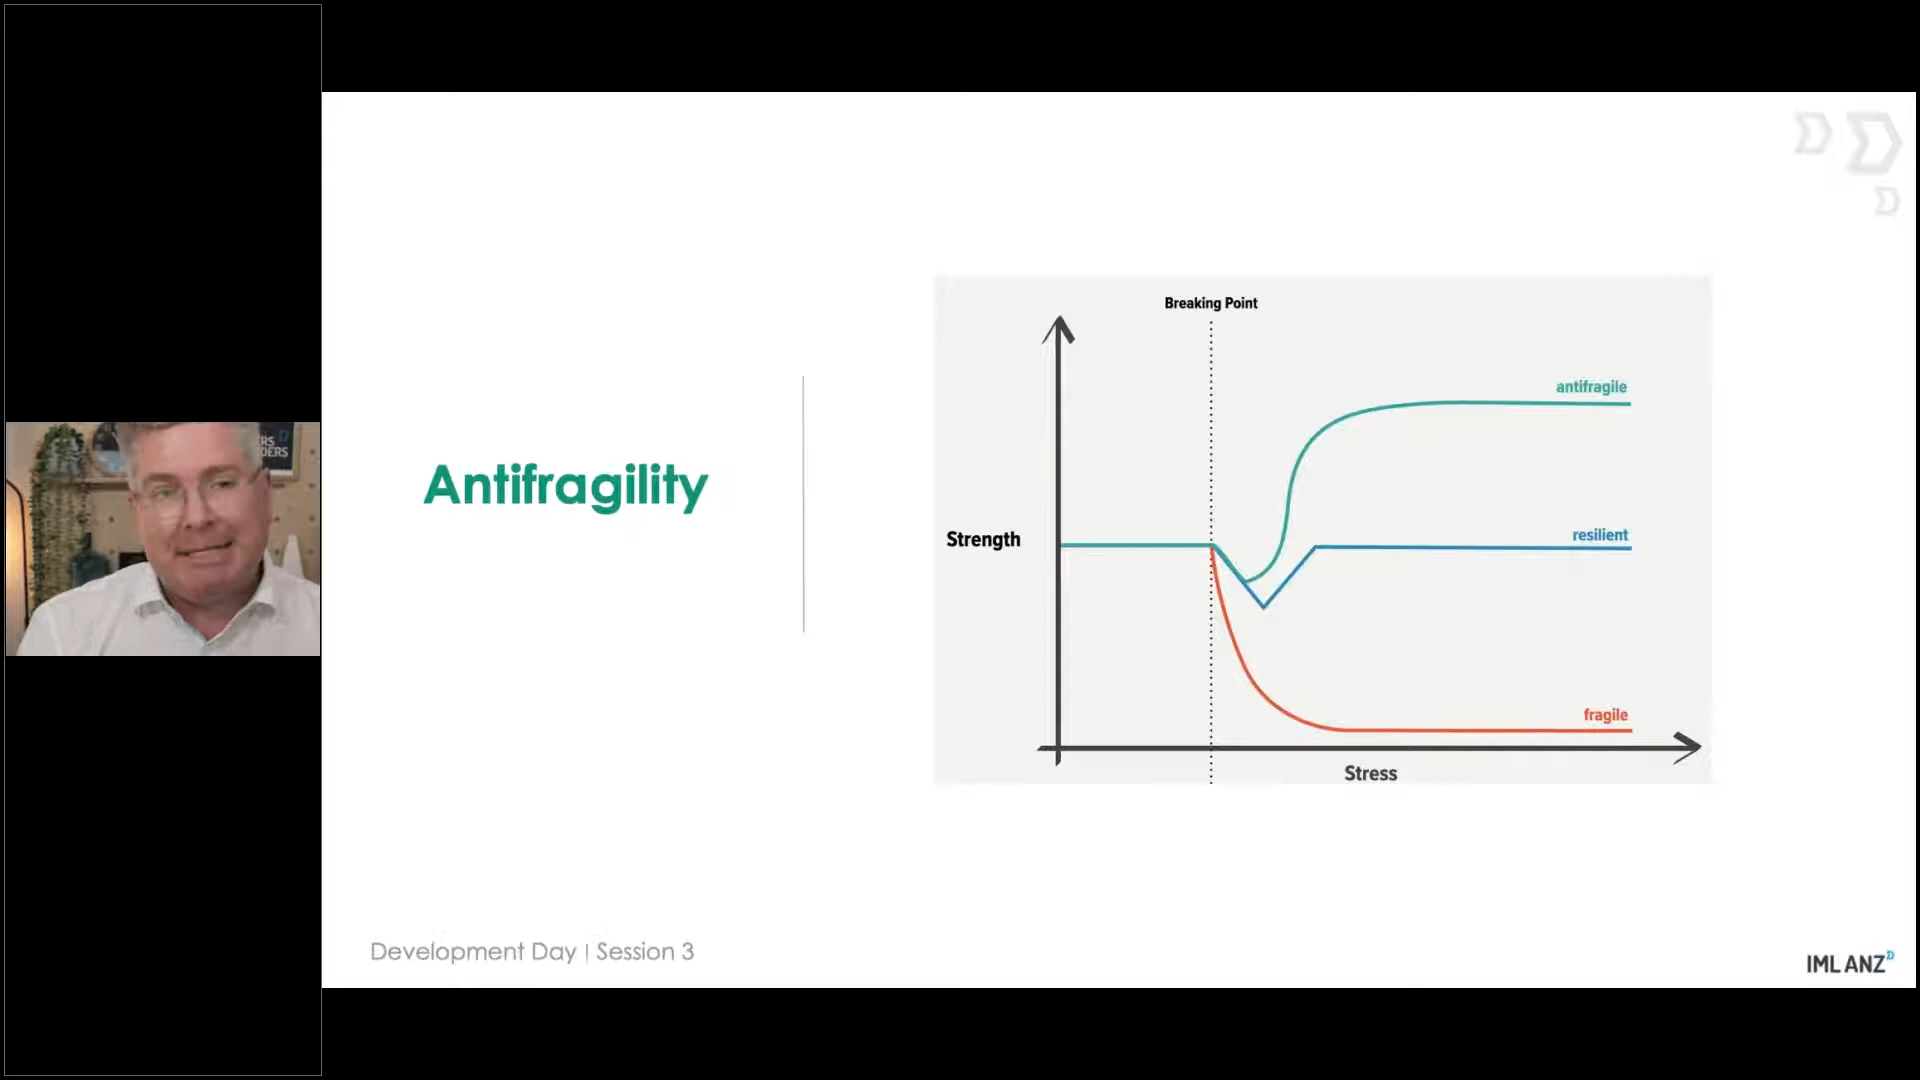 Breaking Point
antifragile
Antifragility
Strength
resilient
fragile
Stress
Development Day | Session 3
IML ANZ